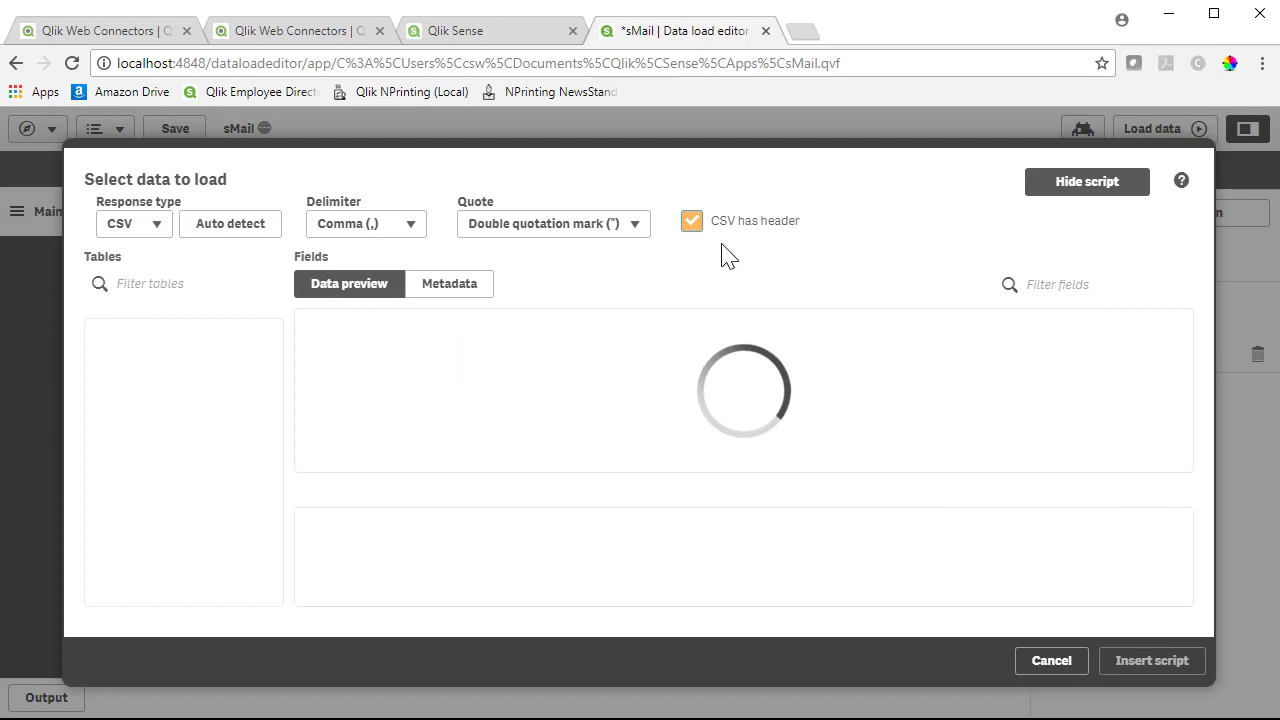 Qlik Web Connectors | Q
Qlik Web Connectors | Q
Qlik Sense
*sMail | Data load editor
localhost:4848/dataloadeditor/app/C%3A%5CUsers%5Ccsw%5CDocuments%5CQlik%5CSense%5CApps%5CsMail.qvf
Apps
Amazon Drive
Qlik Employee Direct
Qlik NPrinting (Local)
NPrinting NewsStand
Save
sMail
Load data
Main
Select data to load
Hide script
Response type
Delimiter
Quote
CSV
Auto detect
Comma (,)
Double quotation mark (")
CSV has header
Tables
Fields
Filter tables
Data preview
Metadata
Filter fields
Cancel
Insert script
Output